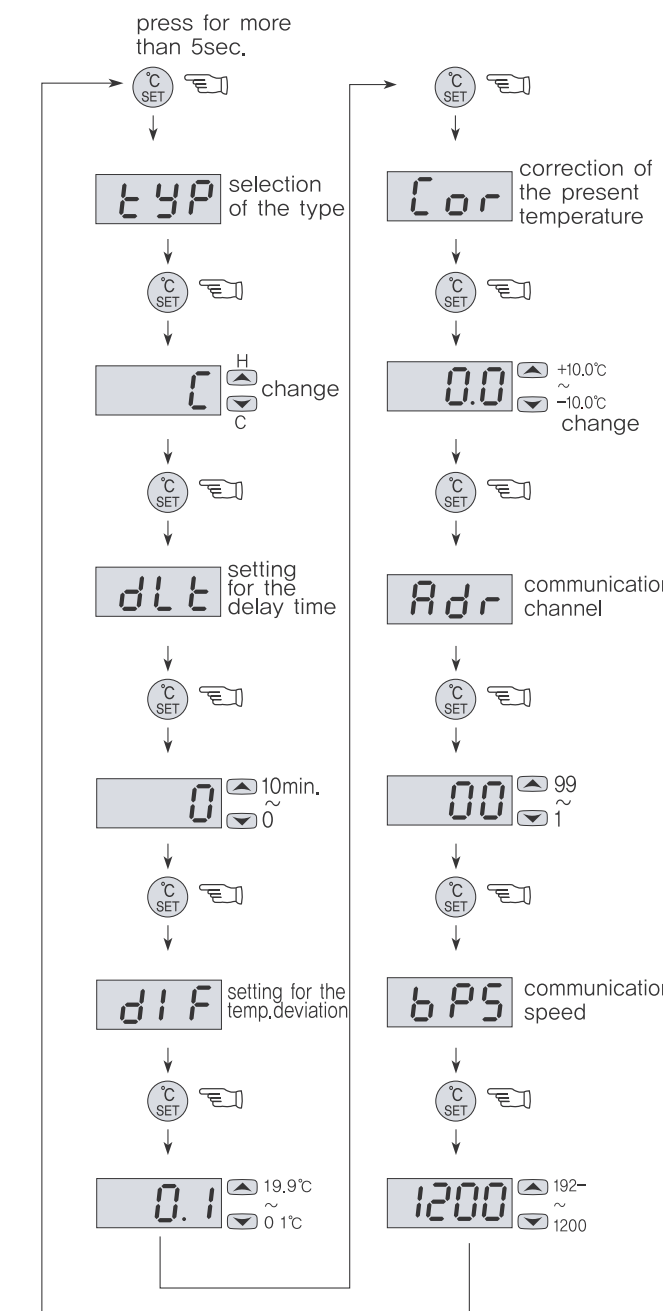 press for more
than 5sec.
°C
SET
typ
selection
of the type
°C
SET
C
H
change
C
°C
SET
dLt
setting
for the
delay time
°C
SET
0
10min.
~
0
°C
SET
dIF
setting for the
temp.deviation
°C
SET
0.1
19.9°C
~
0 1°C
°C
SET
Cor
correction of
the present
temperature
°C
SET
0.0
+10.0°C
~
-10.0°C
change
°C
SET
Adr
communication
channel
°C
SET
00
99
~
1
°C
SET
bPS
communication
speed
°C
SET
1200
192-
~
1200